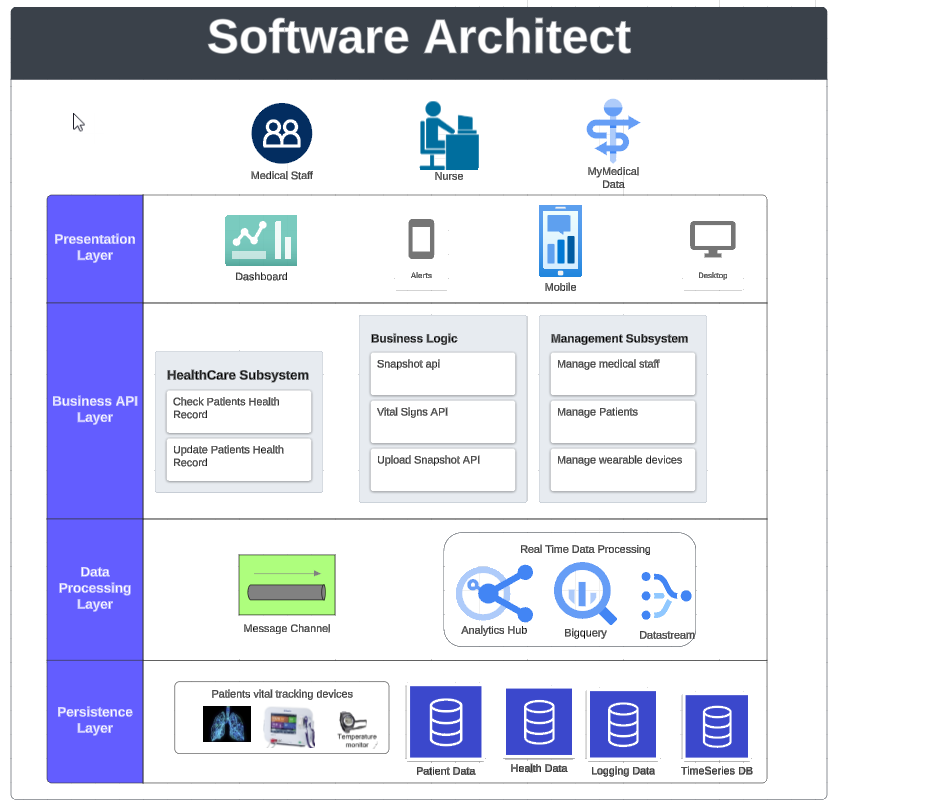 Software Architect
Medical Staff
Nurse
MyMedical
Data
Presentation
Layer
Dashboard
Alerts
Mobile
Desktop
Business API
Layer
HealthCare Subsystem
Check Patients Health
Record
Update Patients Health
Record
Business Logic
Snapshot api
Vital Signs API
Upload Snapshot API
Management Subsystem
Manage medical staff
Manage Patients
Manage wearable devices
Data
Processing
Layer
Message Channel
Real Time Data Processing
Analytics Hub
Bigquery
Datastream
Persistence
Layer
Patients vital tracking devices
Temperature
monitor
Patient Data
Health Data
Logging Data
TimeSeries DB